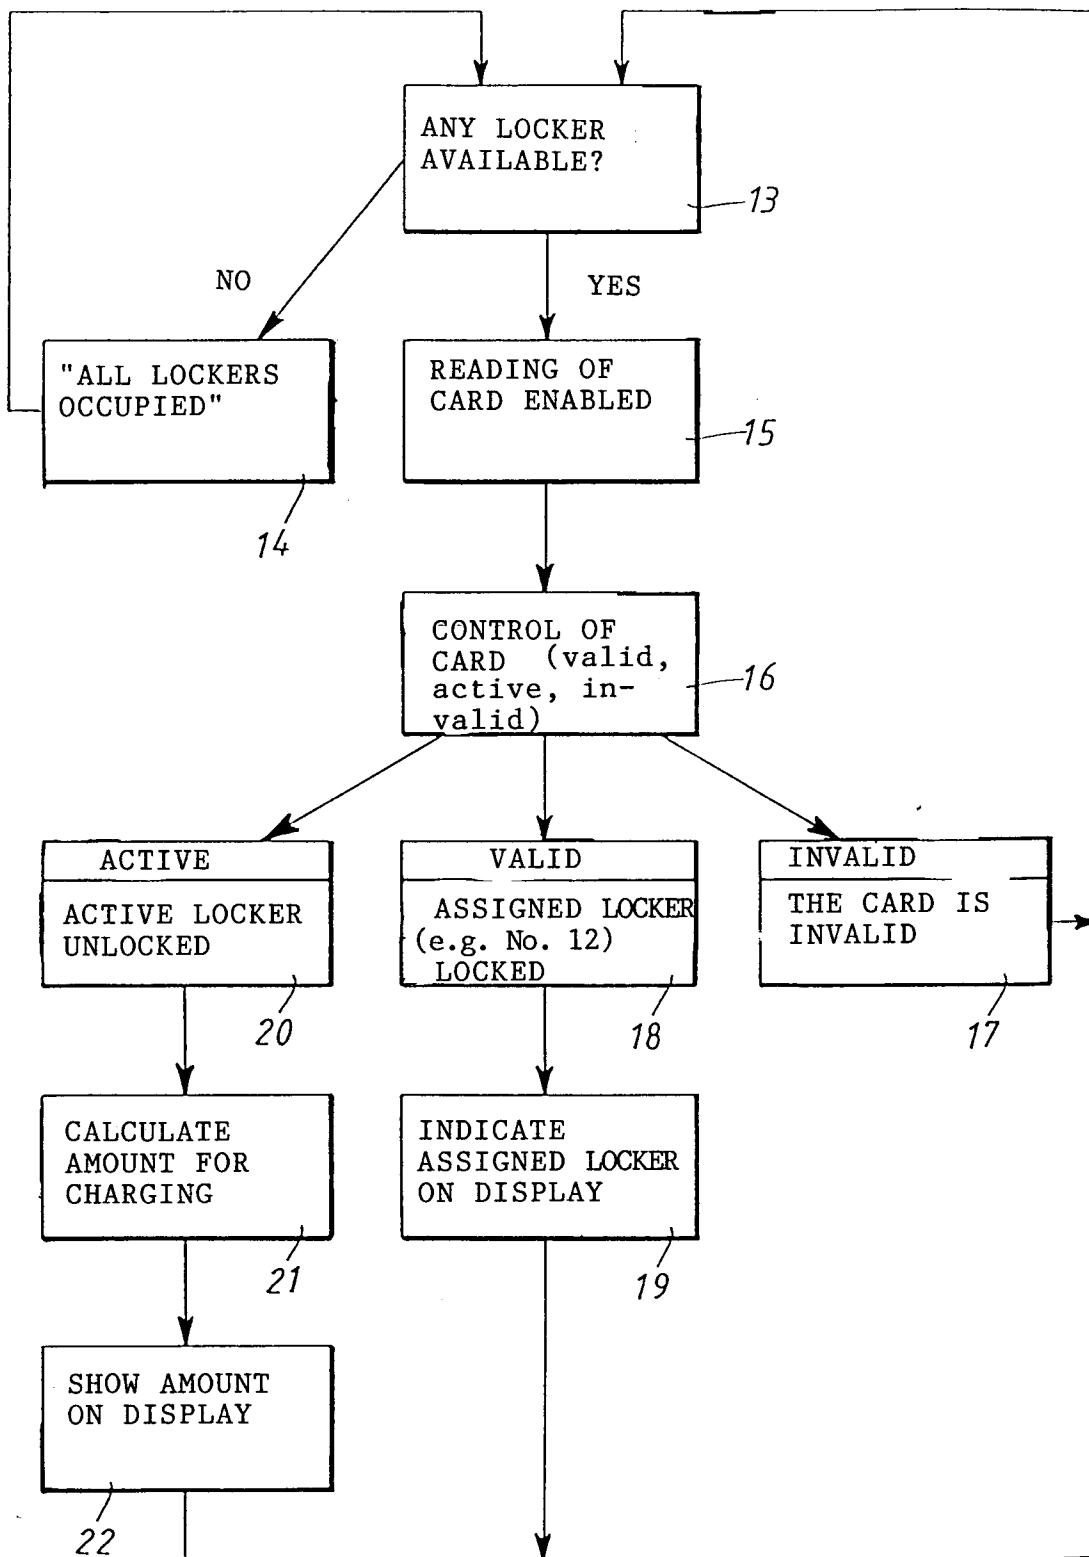 ANY LOCKER
AVAILABLE?
13
NO
YES
"ALL LOCKERS
OCCUPIED"
14
READING OF
CARD ENABLED
15
CONTROL OF
CARD (valid,
active, in-
valid)
16
ACTIVE
ACTIVE LOCKER
UNLOCKED
20
VALID
ASSIGNED LOCKER
(e.g. No. 12)
LOCKED
18
INVALID
THE CARD IS
INVALID
17
CALCULATE
AMOUNT FOR
CHARGING
21
INDICATE
ASSIGNED LOCKER
ON DISPLAY
19
SHOW AMOUNT
ON DISPLAY
22